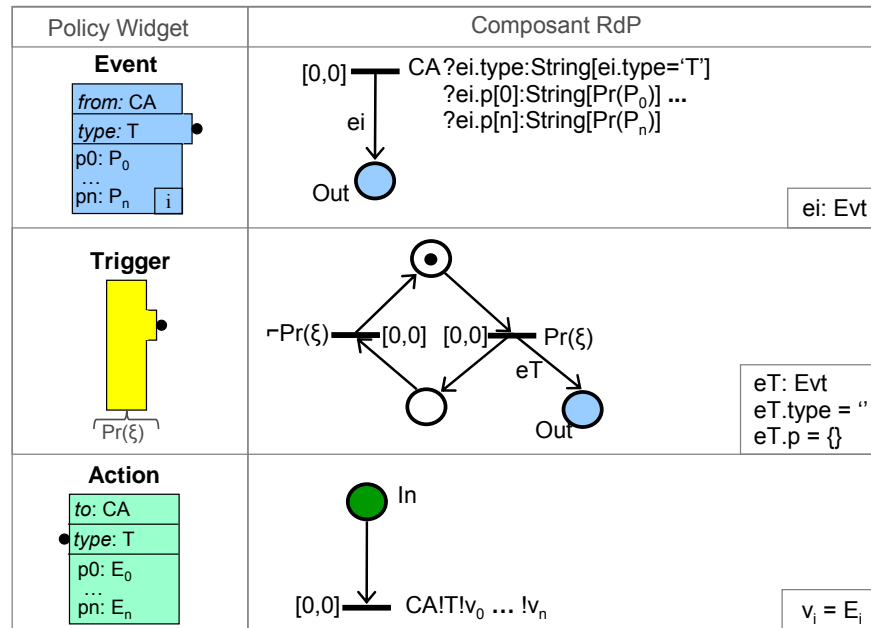 Policy Widget
Composant RdP
Event
from: CA
type: T
p0: P₀
...
pn: Pₙ
i
[0,0]
CA ?ei.type:String[ei.type=‘T’]
?ei.p[0]:String[Pr(P₀)] ...
?ei.p[n]:String[Pr(Pₙ)]
ei
Out
ei: Evt
Trigger
Pr(ξ)
¬Pr(ξ)
[0,0]
[0,0]
Pr(ξ)
eT
Out
eT: Evt
eT.type = ‘’
eT.p = {}
Action
to: CA
type: T
p0: E₀
...
pn: Eₙ
In
[0,0]
CA!T!v₀ ... !vₙ
vᵢ = Eᵢ